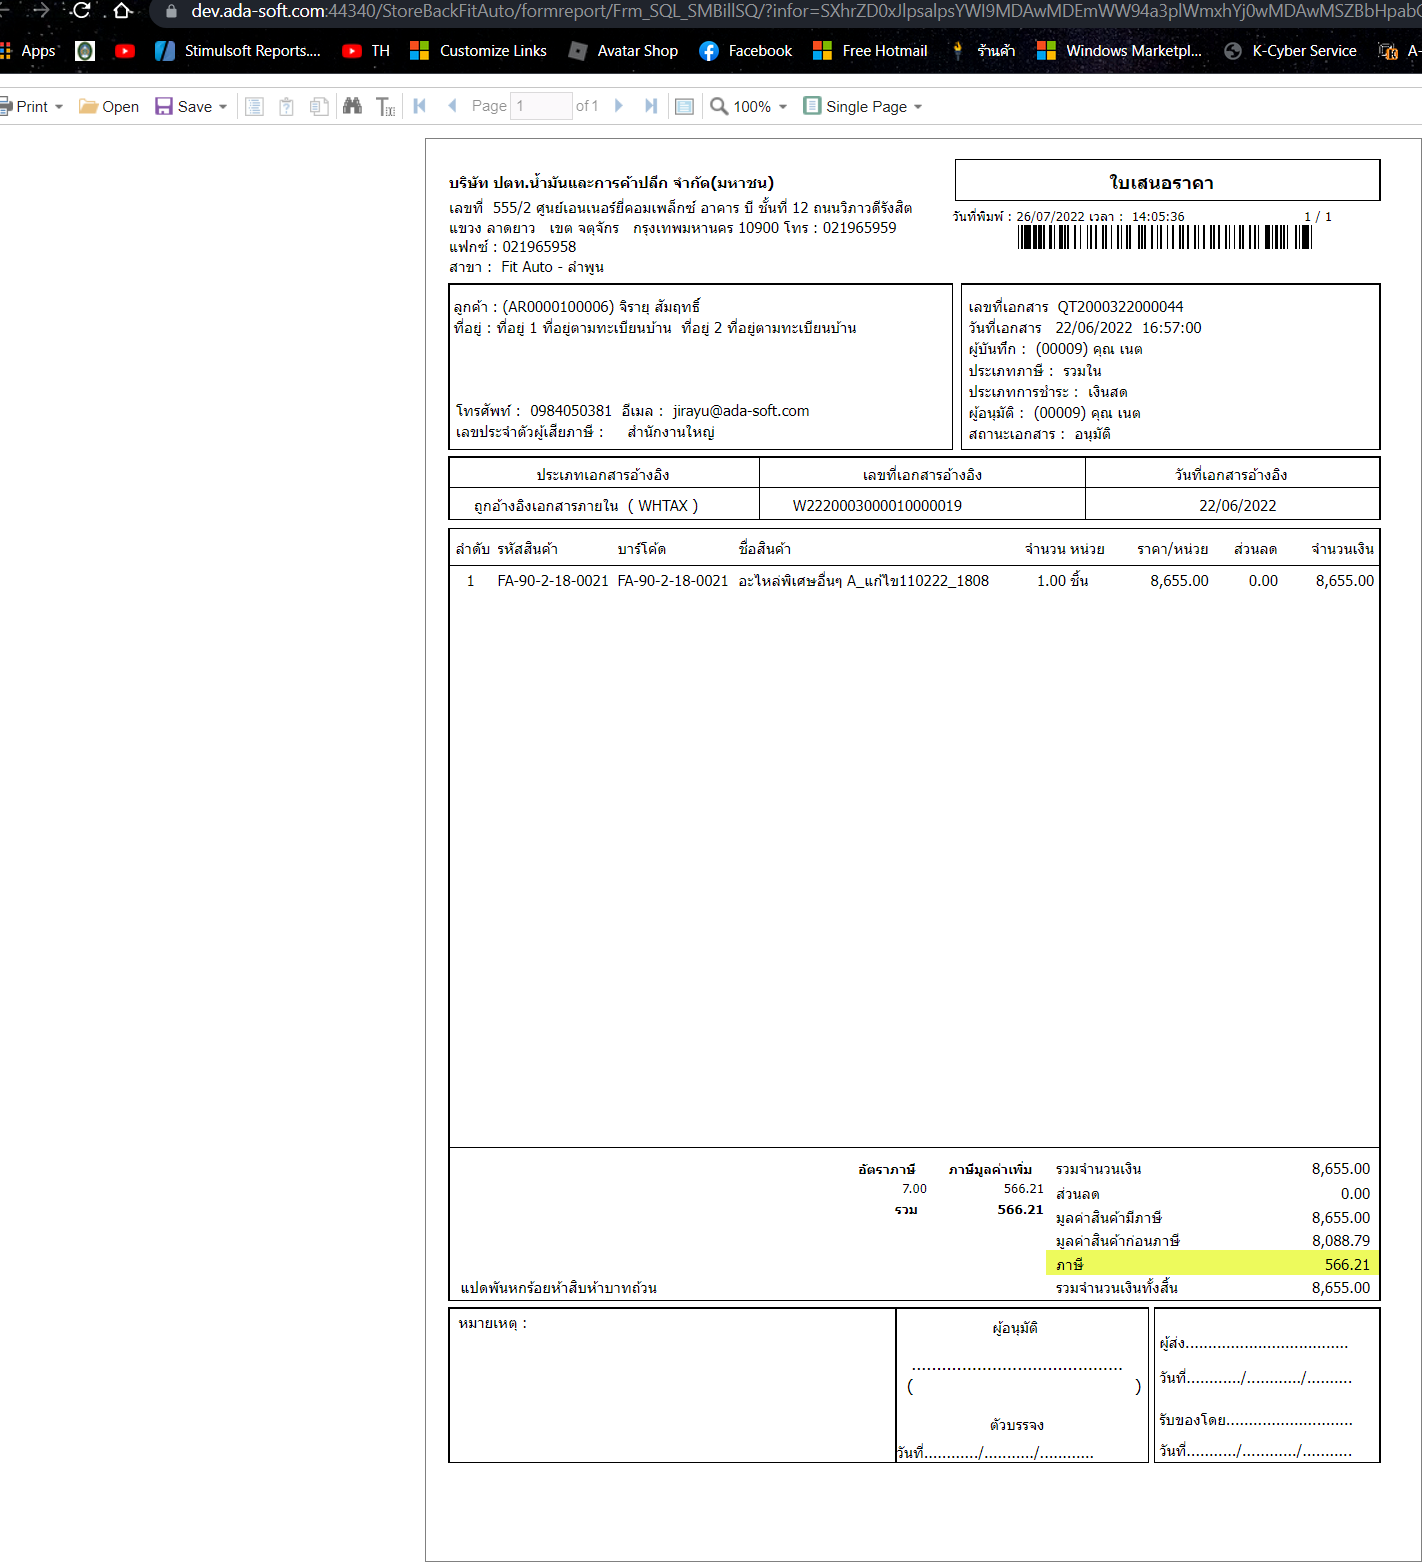 dev.ada-soft.com:44340/StoreBackFitAuto/formreport/Frm_SQL_SMBillSQ/?infor=
Apps Stimulsoft Reports.... TH Customize Links Avatar Shop Facebook Free Hotmail ร้านค้า Windows Marketpl... K-Cyber Service A-
Print Open Save Page 1 of 1 100% Single Page
บริษัท ปตท.น้ำมันและการค้าปลีก จำกัด(มหาชน)
ใบเสนอราคา
เลขที่ 555/2 ศูนย์เอนเนอร์ยี่คอมเพล็กซ์ อาคาร บี ชั้นที่ 12 ถนนวิภาวดีรังสิต
วันที่พิมพ์ : 26/07/2022 เวลา : 14:05:36 1 / 1
แขวง ลาดยาว เขต จตุจักร กรุงเทพมหานคร 10900 โทร : 021965959
แฟกซ์ : 021965958
สาขา : Fit Auto - ลำพูน
ลูกค้า : (AR0000100006) จิรายุ สัมฤทธิ์
ที่อยู่ : ที่อยู่ 1 ที่อยู่ตามทะเบียนบ้าน ที่อยู่ 2 ที่อยู่ตามทะเบียนบ้าน
โทรศัพท์ : 0984050381 อีเมล : jirayu@ada-soft.com
เลขประจำตัวผู้เสียภาษี : สำนักงานใหญ่
เลขที่เอกสาร QT2000322000044
วันที่เอกสาร 22/06/2022 16:57:00
ผู้บันทึก : (00009) คุณ เนต
ประเภทภาษี : รวมใน
ประเภทการชำระ : เงินสด
ผู้อนุมัติ : (00009) คุณ เนต
สถานะเอกสาร : อนุมัติ
ประเภทเอกสารอ้างอิง เลขที่เอกสารอ้างอิง วันที่เอกสารอ้างอิง
ถูกอ้างอิงเอกสารภายใน ( WHTAX ) W2220003000010000019 22/06/2022
ลำดับ รหัสสินค้า บาร์โค้ด ชื่อสินค้า จำนวน หน่วย ราคา/หน่วย ส่วนลด จำนวนเงิน
1 FA-90-2-18-0021 FA-90-2-18-0021 อะไหล่พิเศษอื่นๆ A_แก้ไข110222_1808 1.00 ชิ้น 8,655.00 0.00 8,655.00
อัตราภาษี ภาษีมูลค่าเพิ่ม รวมจำนวนเงิน 8,655.00
7.00 566.21 ส่วนลด 0.00
รวม 566.21 มูลค่าสินค้ามีภาษี 8,655.00
มูลค่าสินค้าก่อนภาษี 8,088.79
ภาษี 566.21
แปดพันหกร้อยห้าสิบห้าบาทถ้วน รวมจำนวนเงินทั้งสิ้น 8,655.00
หมายเหตุ :
ผู้อนุมัติ
..........................................
( )
ตัวบรรจง
วันที่............/.........../............
ผู้ส่ง....................................
วันที่............/............/..........
รับของโดย............................
วันที่.........../............/...........